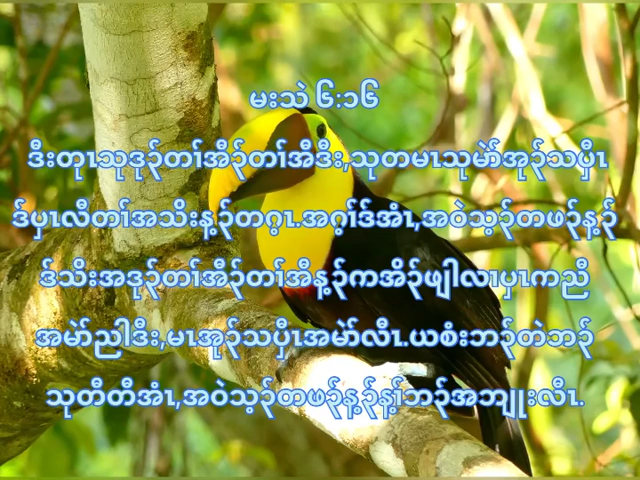 မးသဲ ၆:၁၆
ဒီးတုၤသုဒုၣ်တၢ်အိၣ်တၢ်အီဒီး,သုတမၤသုမဲာ်အုၣ်သပှီၤ
ဒ်ပှၤလီတၢ်အသိးန့ၣ်တဂ့ၤ.အဂ့ၢ်ဒ်အံၤ,အဝဲသ့ၣ်တဖၣ်န့ၣ်
ဒ်သိးအဒုၣ်တၢ်အီၣ်တၢ်အီန့ၣ်ကအိၣ်ဖျါလၢပှၤကညီ
အမဲာ်ညါဒီး,မၤအုၣ်သပှီၤအမဲာ်လီၤ.ယစံးဘၣ်တဲဘၣ်
သုတီတီအံၤ,အဝဲသ့ၣ်တဖၣ်န့ၣ်န့ၢ်ဘၣ်အဘျုးလီၤ.